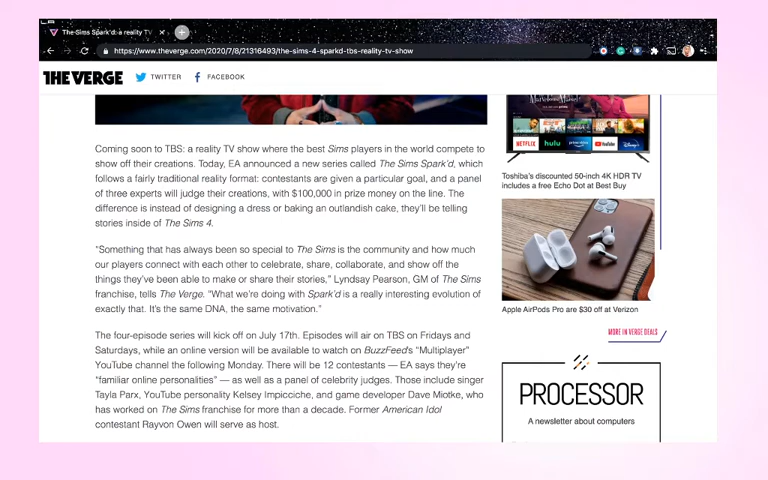 The Sims Spark'd: a reality TV
https://www.theverge.com/2020/7/8/21316493/the-sims-4-sparkd-tbs-reality-tv-show
THE VERGE TWITTER FACEBOOK
Coming soon to TBS: a reality TV show where the best Sims players in the world compete to
show off their creations. Today, EA announced a new series called The Sims Spark'd, which
follows a fairly traditional reality format: contestants are given a particular goal, and a panel
of three experts will judge their creations, with $100,000 in prize money on the line. The
difference is instead of designing a dress or baking an outlandish cake, they'll be telling
stories inside of The Sims 4.
“Something that has always been so special to The Sims is the community and how much
our players connect with each other to celebrate, share, collaborate, and show off the
things they've been able to make or share their stories,” Lyndsay Pearson, GM of The Sims
franchise, tells The Verge. “What we're doing with Spark'd is a really interesting evolution of
exactly that. It's the same DNA, the same motivation.”
The four-episode series will kick off on July 17th. Episodes will air on TBS on Fridays and
Saturdays, while an online version will be available to watch on BuzzFeed's “Multiplayer”
YouTube channel the following Monday. There will be 12 contestants — EA says they're
“familiar online personalities” — as well as a panel of celebrity judges. Those include singer
Tayla Parx, YouTube personality Kelsey Impicciche, and game developer Dave Miotke, who
has worked on The Sims franchise for more than a decade. Former American Idol
contestant Rayvon Owen will serve as host.
NETFLIX hulu prime video YouTube Disney+
Toshiba's discounted 50-inch 4K HDR TV
includes a free Echo Dot at Best Buy
Apple AirPods Pro are $30 off at Verizon
MORE IN VERGE DEALS
PROCESSOR
A newsletter about computers